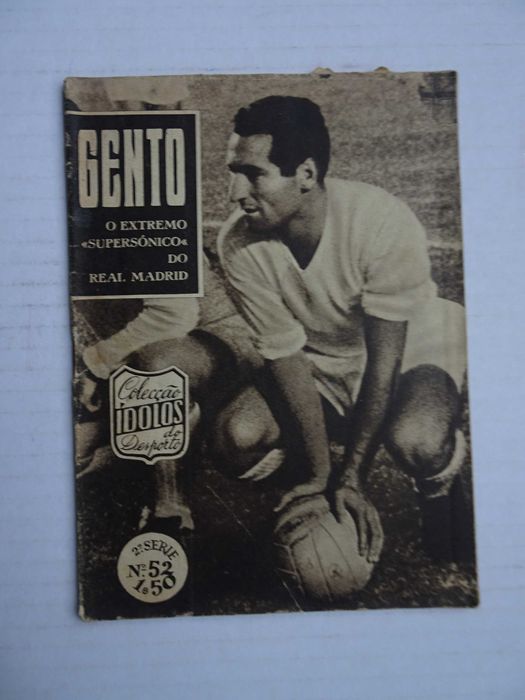 GENTO
O EXTREMO
«SUPERSÓNICO«
DO
REAL MADRID
Colecção
ÍDOLOS
do
Desporto
2ª. SERIE
Nº. 52
1$50